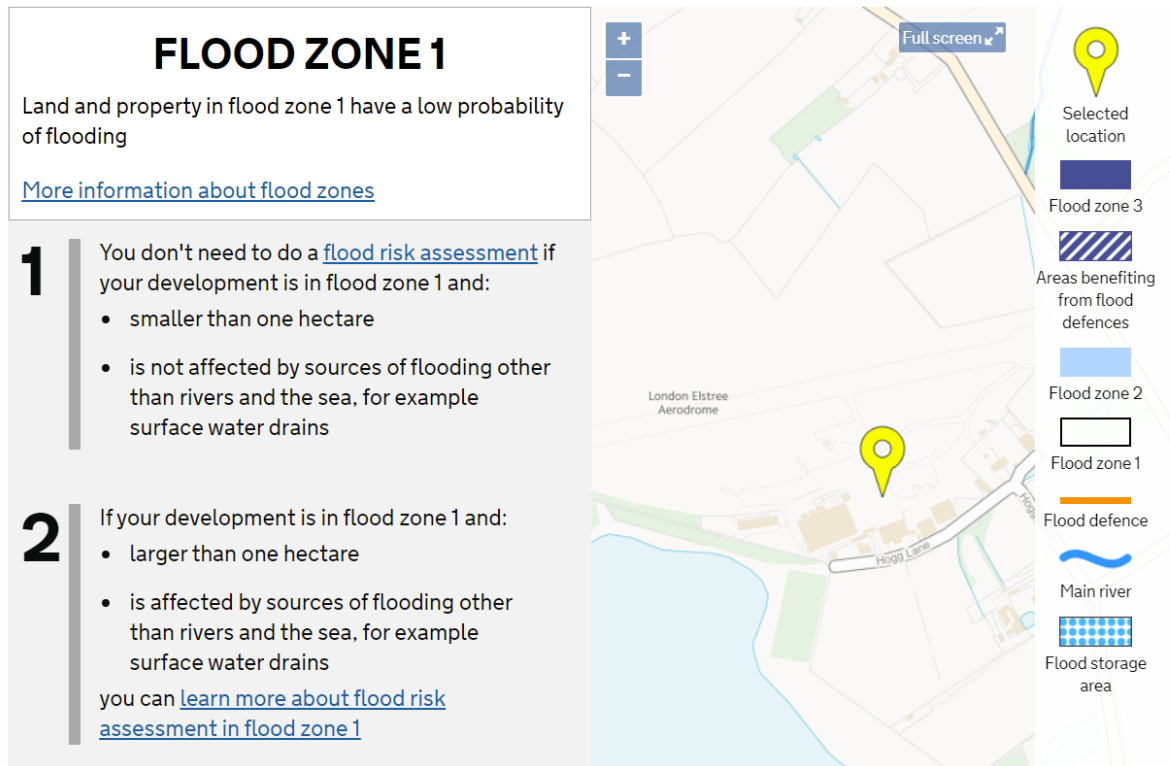 FLOOD ZONE 1
Land and property in flood zone 1 have a low probability
of flooding
More information about flood zones
1
You don't need to do a flood risk assessment if
your development is in flood zone 1 and:
• smaller than one hectare
• is not affected by sources of flooding other
than rivers and the sea, for example
surface water drains
2
If your development is in flood zone 1 and:
• larger than one hectare
• is affected by sources of flooding other
than rivers and the sea, for example
surface water drains
you can learn more about flood risk
assessment in flood zone 1
+
−
Full screen
London Elstree
Aerodrome
Hogg Lane
Hogg
Selected
location
Flood zone 3
Areas benefiting
from flood
defences
Flood zone 2
Flood zone 1
Flood defence
Main river
Flood storage
area